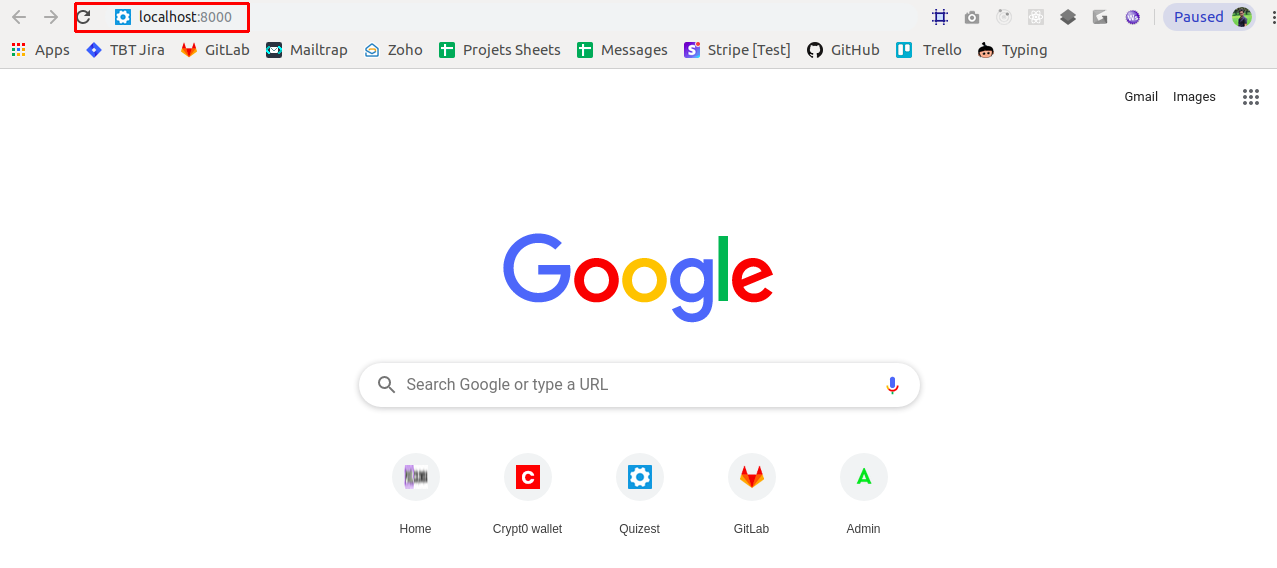 localhost:8000
Paused
Apps TBT Jira GitLab Mailtrap Zoho Projets Sheets Messages Stripe [Test] GitHub Trello Typing
Gmail Images
Google
Search Google or type a URL
Home Crypt0 wallet Quizest GitLab Admin